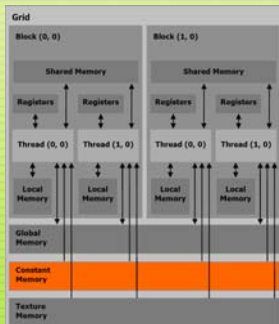 Grid
Block (0, 0)
Block (1, 0)
Shared Memory
Shared Memory
Registers
Registers
Registers
Registers
Thread (0, 0)
Thread (1, 0)
Thread (0, 0)
Thread (1, 0)
Local
Memory
Local
Memory
Local
Memory
Local
Memory
Global
Memory
Constant
Memory
Texture
Memory